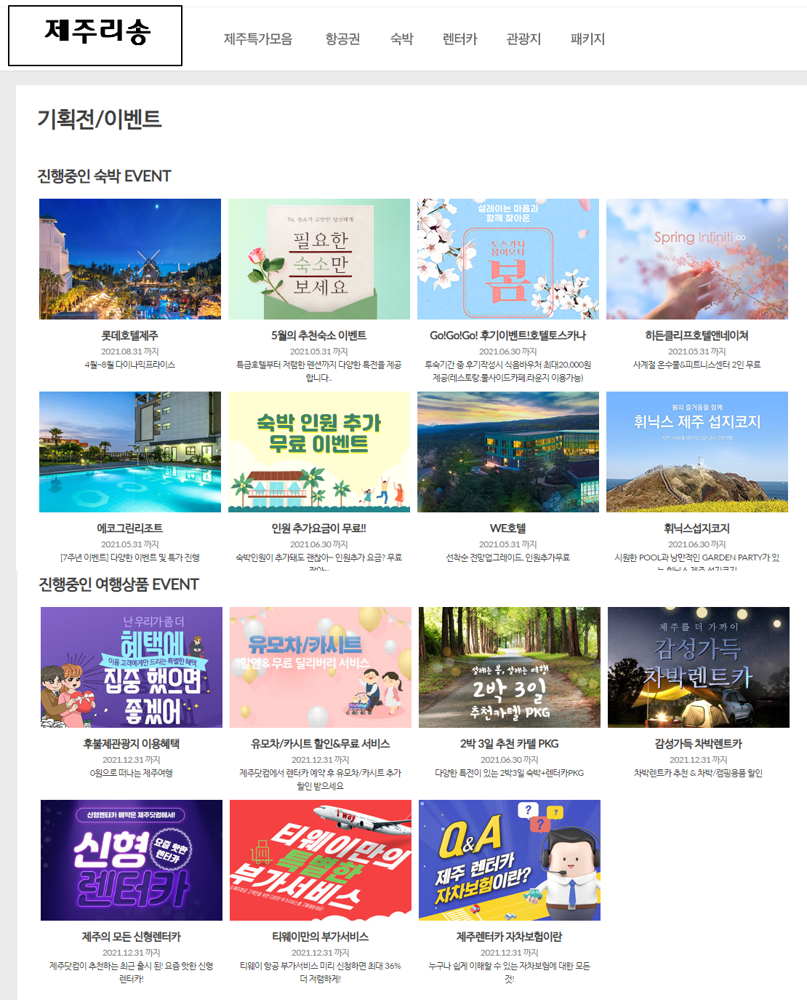 제주리송
제주특가모음 항공권 숙박 렌터카 관광지 패키지
기획전/이벤트
진행중인 숙박 EVENT
To, 숙소가 고민인 당신에게
필요한
숙소만
보세요
설레이는 마음과
함께 찾아온
토스카나
봄이오나
봄
Spring Infiniti ∞
롯데호텔제주
2021.08.31 까지
4월~8월 다이나믹프라이스
5월의 추천숙소 이벤트
2021.05.31 까지
특급호텔부터 저렴한 펜션까지 다양한 특전을 제공
합니다..
Go!Go!Go! 후기이벤트!호텔토스카나
2021.06.30 까지
투숙기간 중 후기작성시 식음바우처 최대20,000원
제공(레스토랑,풀사이드카페,라운지 이용가능)
히든클리프호텔앤네이쳐
2021.05.31 까지
사계절 온수풀&피트니스센터 2인 무료
숙박 인원 추가
무료 이벤트
봄의 즐거움을 함께
휘닉스 제주 섭지코지
에코그린리조트
2021.05.31 까지
[7주년 이벤트] 다양한 이벤트 및 특가 진행
인원 추가요금이 무료!!
2021.06.30 까지
숙박인원이 추가돼도 괜찮아~ 인원추가 요금? 무료
잖아~
WE호텔
2021.05.31 까지
선착순 전망업그레이드, 인원추가무료
휘닉스섭지코지
2021.06.30 까지
시원한 POOL과 낭만적인 GARDEN PARTY가 있
는 휘닉스 제주 섭지코지
진행중인 여행상품 EVENT
난 우리가 좀 더
혜택에
이용 고객에게만 드리는 특별한 혜택
집중 했으면
좋겠어
유모차/카시트
할인&무료 딜리버리 서비스
설레는 봄, 설레는 여행
2박 3일
추천카텔 PKG
제주를 더 가까이
감성가득
차박렌트카
후불제관광지 이용혜택
2021.12.31 까지
0원으로 떠나는 제주여행
유모차/카시트 할인&무료 서비스
2021.12.31 까지
제주닷컴에서 렌터카 예약 후 유모차/카시트 추가
할인 받으세요
2박 3일 추천 카텔 PKG
2021.06.30 까지
다양한 특전이 있는 2박3일 숙박+렌터카PKG
감성가득 차박렌트카
2021.12.31 까지
차박렌트카 추천 & 차박/캠핑용품 할인
신형렌터카 예약은 제주닷컴에서!
신형
요즘 핫한
렌터카
렌터카
t'way
티웨이만의
특별한
부가서비스
Q&A
제주 렌터카
자차보험이란?
제주의 모든 신형렌터카
2021.12.31 까지
제주닷컴이 추천하는 최근 출시 된! 요즘 핫한 신형
렌터카!
티웨이만의 부가서비스
2021.12.31 까지
티웨이 항공 부가서비스 미리 신청하면 최대 36%
더 저렴하게!
제주렌터카 자차보험이란
2021.12.31 까지
누구나 쉽게 이해할 수 있는 자차보험에 대한 모든
것!